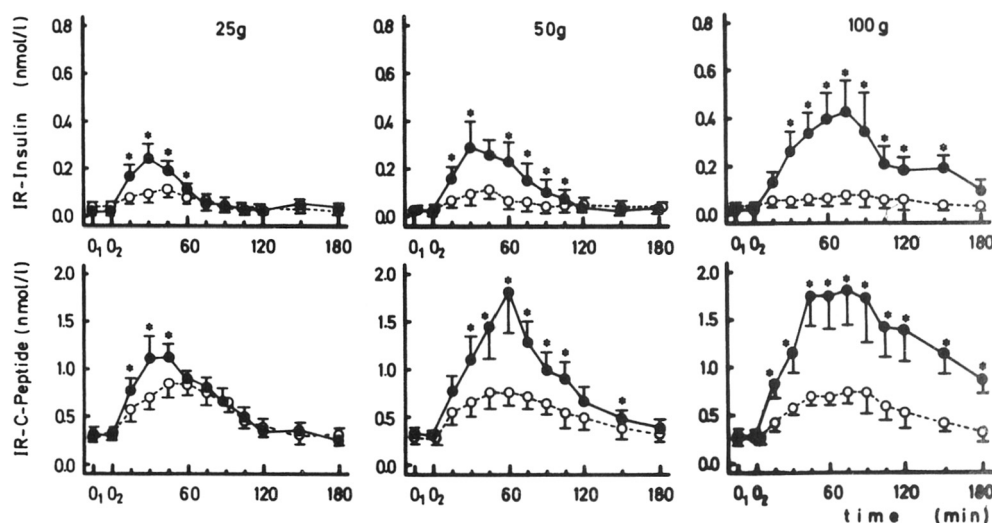 25g 50g 100g
IR-Insulin (nmol/l)
0.8 0.8 0.8
0.6 0.6 0.6
0.4 0.4 0.4
0.2 0.2 0.2
0.0 0.0 0.0
0₁ 0₂ 60 120 180 0₁ 0₂ 60 120 180 0₁ 0₂ 60 120 180
IR-C-Peptide (nmol/l)
2.0 2.0 2.0
1.5 1.5 1.5
1.0 1.0 1.0
0.5 0.5 0.5
0.0 0.0 0.0
0₁ 0₂ 60 120 180 0₁ 0₂ 60 120 180 0₁ 0₂ 60 120 180
time (min)